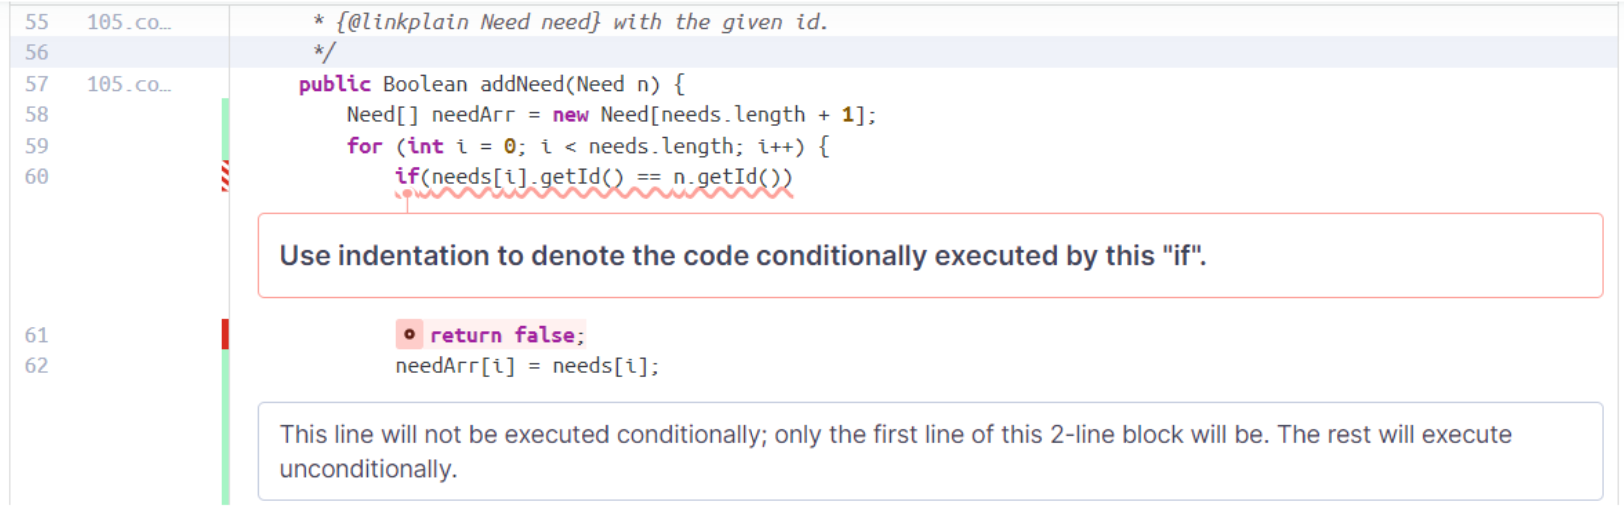 55 105.co… * {@linkplain Need need} with the given id.
56 */
57 105.co… public Boolean addNeed(Need n) {
58 Need[] needArr = new Need[needs.length + 1];
59 for (int i = 0; i < needs.length; i++) {
60 if(needs[i].getId() == n.getId())
Use indentation to denote the code conditionally executed by this "if".
61 return false;
62 needArr[i] = needs[i];
This line will not be executed conditionally; only the first line of this 2-line block will be. The rest will execute
unconditionally.